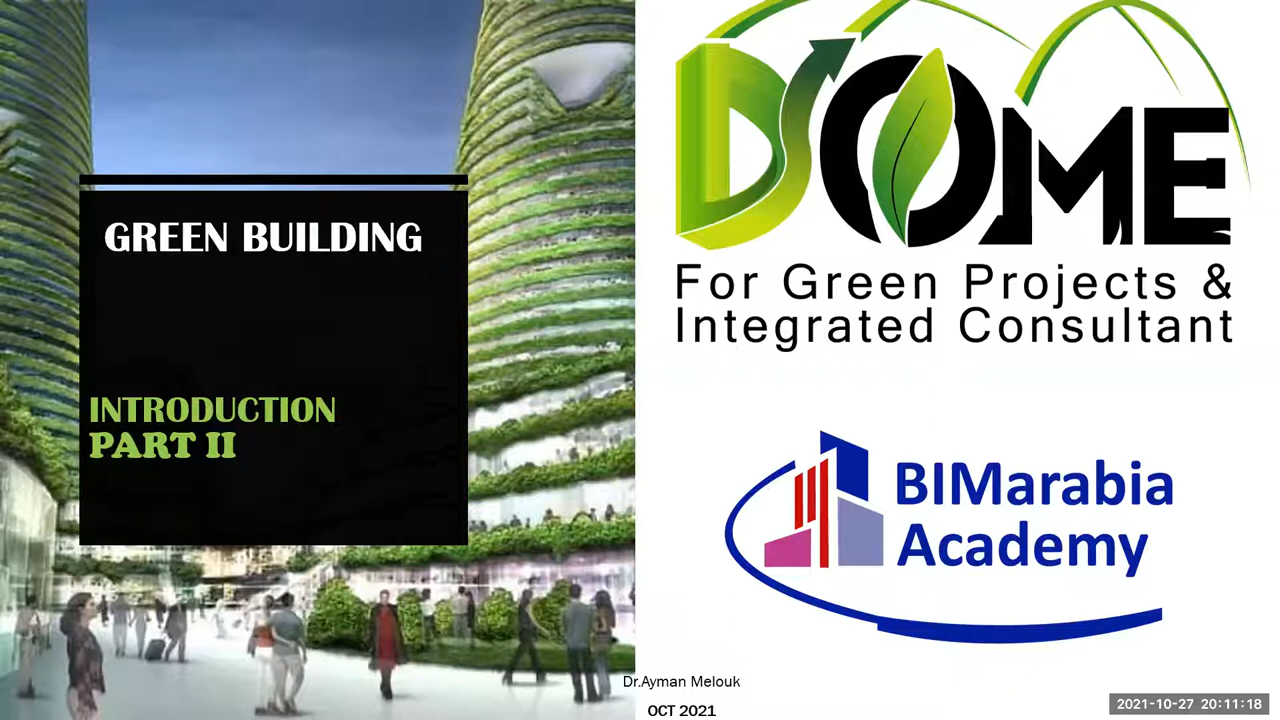 GREEN BUILDING
INTRODUCTION
PART II
DOME
For Green Projects &
Integrated Consultant
BIMarabia
Academy
Dr.Ayman Melouk
OCT 2021
2021-10-27 20:11:18